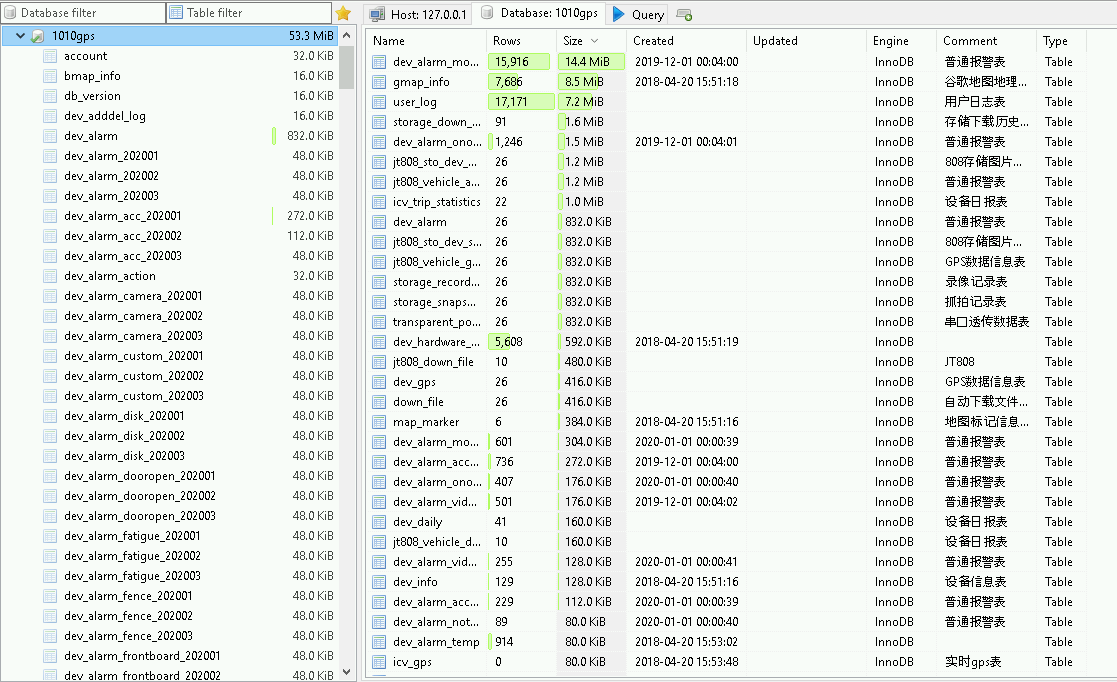 Database filter
Table filter
Host: 127.0.0.1
Database: 1010gps
Query
1010gps 53.3 MiB
account 32.0 KiB
bmap_info 16.0 KiB
db_version 16.0 KiB
dev_adddel_log 16.0 KiB
dev_alarm 832.0 KiB
dev_alarm_202001 48.0 KiB
dev_alarm_202002 48.0 KiB
dev_alarm_202003 48.0 KiB
dev_alarm_acc_202001 272.0 KiB
dev_alarm_acc_202002 112.0 KiB
dev_alarm_acc_202003 48.0 KiB
dev_alarm_action 32.0 KiB
dev_alarm_camera_202001 48.0 KiB
dev_alarm_camera_202002 48.0 KiB
dev_alarm_camera_202003 48.0 KiB
dev_alarm_custom_202001 48.0 KiB
dev_alarm_custom_202002 48.0 KiB
dev_alarm_custom_202003 48.0 KiB
dev_alarm_disk_202001 48.0 KiB
dev_alarm_disk_202002 48.0 KiB
dev_alarm_disk_202003 48.0 KiB
dev_alarm_dooropen_202001 48.0 KiB
dev_alarm_dooropen_202002 48.0 KiB
dev_alarm_dooropen_202003 48.0 KiB
dev_alarm_fatigue_202001 48.0 KiB
dev_alarm_fatigue_202002 48.0 KiB
dev_alarm_fatigue_202003 48.0 KiB
dev_alarm_fence_202001 48.0 KiB
dev_alarm_fence_202002 48.0 KiB
dev_alarm_fence_202003 48.0 KiB
dev_alarm_frontboard_202001 48.0 KiB
dev_alarm_frontboard_202002 48.0 KiB
Name Rows Size Created Updated Engine Comment Type
dev_alarm_mo... 15,916 14.4 MiB 2019-12-01 00:04:00 InnoDB 普通报警表 Table
gmap_info 7,686 8.5 MiB 2018-04-20 15:51:18 InnoDB 谷歌地图地理... Table
user_log 17,171 7.2 MiB InnoDB 用户日志表 Table
storage_down_... 91 1.6 MiB InnoDB 存储下载历史... Table
dev_alarm_ono... 1,246 1.5 MiB 2019-12-01 00:04:01 InnoDB 普通报警表 Table
jt808_sto_dev_... 26 1.2 MiB InnoDB 808存储图片... Table
jt808_vehicle_a... 26 1.2 MiB InnoDB 普通报警表 Table
icv_trip_statistics 22 1.0 MiB InnoDB 设备日报表 Table
dev_alarm 26 832.0 KiB InnoDB 普通报警表 Table
jt808_sto_dev_s... 26 832.0 KiB InnoDB 808存储图片... Table
jt808_vehicle_g... 26 832.0 KiB InnoDB GPS数据信息表 Table
storage_record... 26 832.0 KiB InnoDB 录像记录表 Table
storage_snaps... 26 832.0 KiB InnoDB 抓拍记录表 Table
transparent_po... 26 832.0 KiB InnoDB 串口透传数据表 Table
dev_hardware_... 5,608 592.0 KiB 2018-04-20 15:51:19 InnoDB Table
jt808_down_file 10 480.0 KiB InnoDB JT808 Table
dev_gps 26 416.0 KiB InnoDB GPS数据信息表 Table
down_file 26 416.0 KiB InnoDB 自动下载文件... Table
map_marker 6 384.0 KiB 2018-04-20 15:51:16 InnoDB 地图标记信息... Table
dev_alarm_mo... 601 304.0 KiB 2020-01-01 00:00:39 InnoDB 普通报警表 Table
dev_alarm_acc... 736 272.0 KiB 2019-12-01 00:04:00 InnoDB 普通报警表 Table
dev_alarm_ono... 407 176.0 KiB 2020-01-01 00:00:40 InnoDB 普通报警表 Table
dev_alarm_vid... 501 176.0 KiB 2019-12-01 00:04:02 InnoDB 普通报警表 Table
dev_daily 41 160.0 KiB InnoDB 设备日报表 Table
jt808_vehicle_d... 10 160.0 KiB InnoDB 设备日报表 Table
dev_alarm_vid... 255 128.0 KiB 2020-01-01 00:00:41 InnoDB 普通报警表 Table
dev_info 129 128.0 KiB 2018-04-20 15:51:16 InnoDB 设备信息表 Table
dev_alarm_acc... 229 112.0 KiB 2020-01-01 00:00:39 InnoDB 普通报警表 Table
dev_alarm_not... 89 80.0 KiB 2020-01-01 00:00:40 InnoDB 普通报警表 Table
dev_alarm_temp 914 80.0 KiB 2018-04-20 15:53:02 InnoDB Table
icv_gps 0 80.0 KiB 2018-04-20 15:53:48 InnoDB 实时gps表 Table